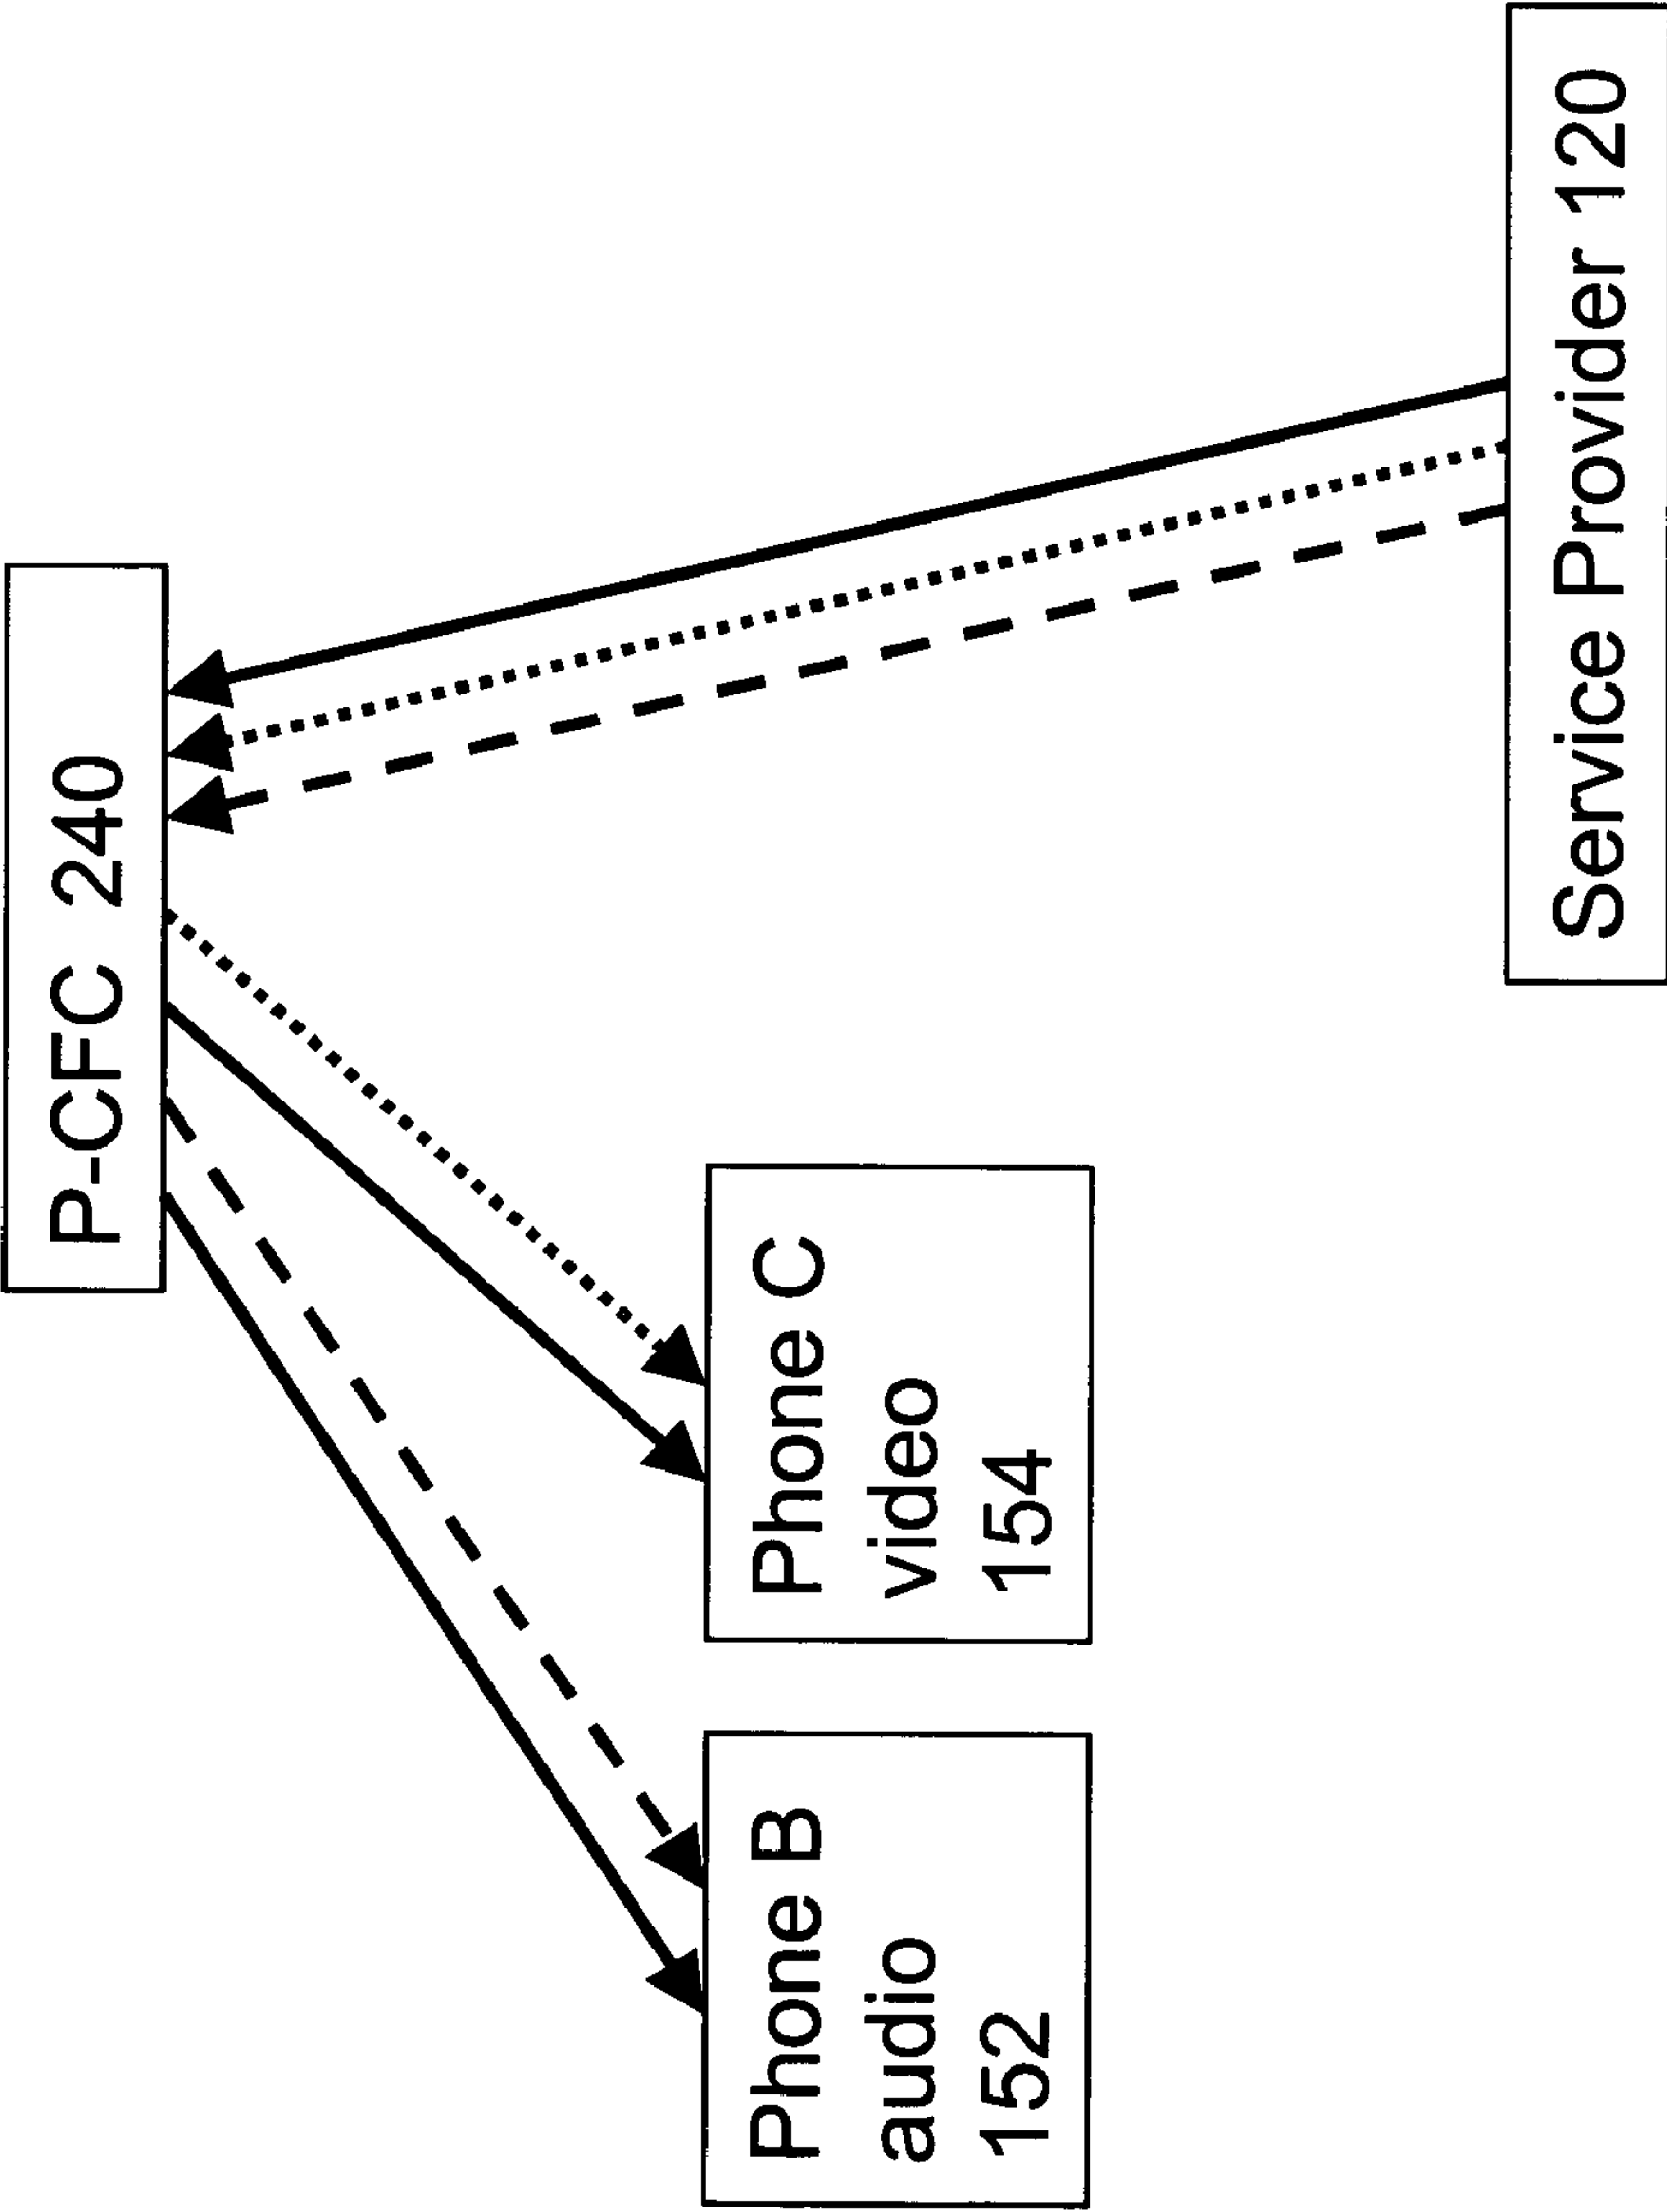 P-CFC 240
Phone B
audio
152
Phone C
video
154
Service Provider 120